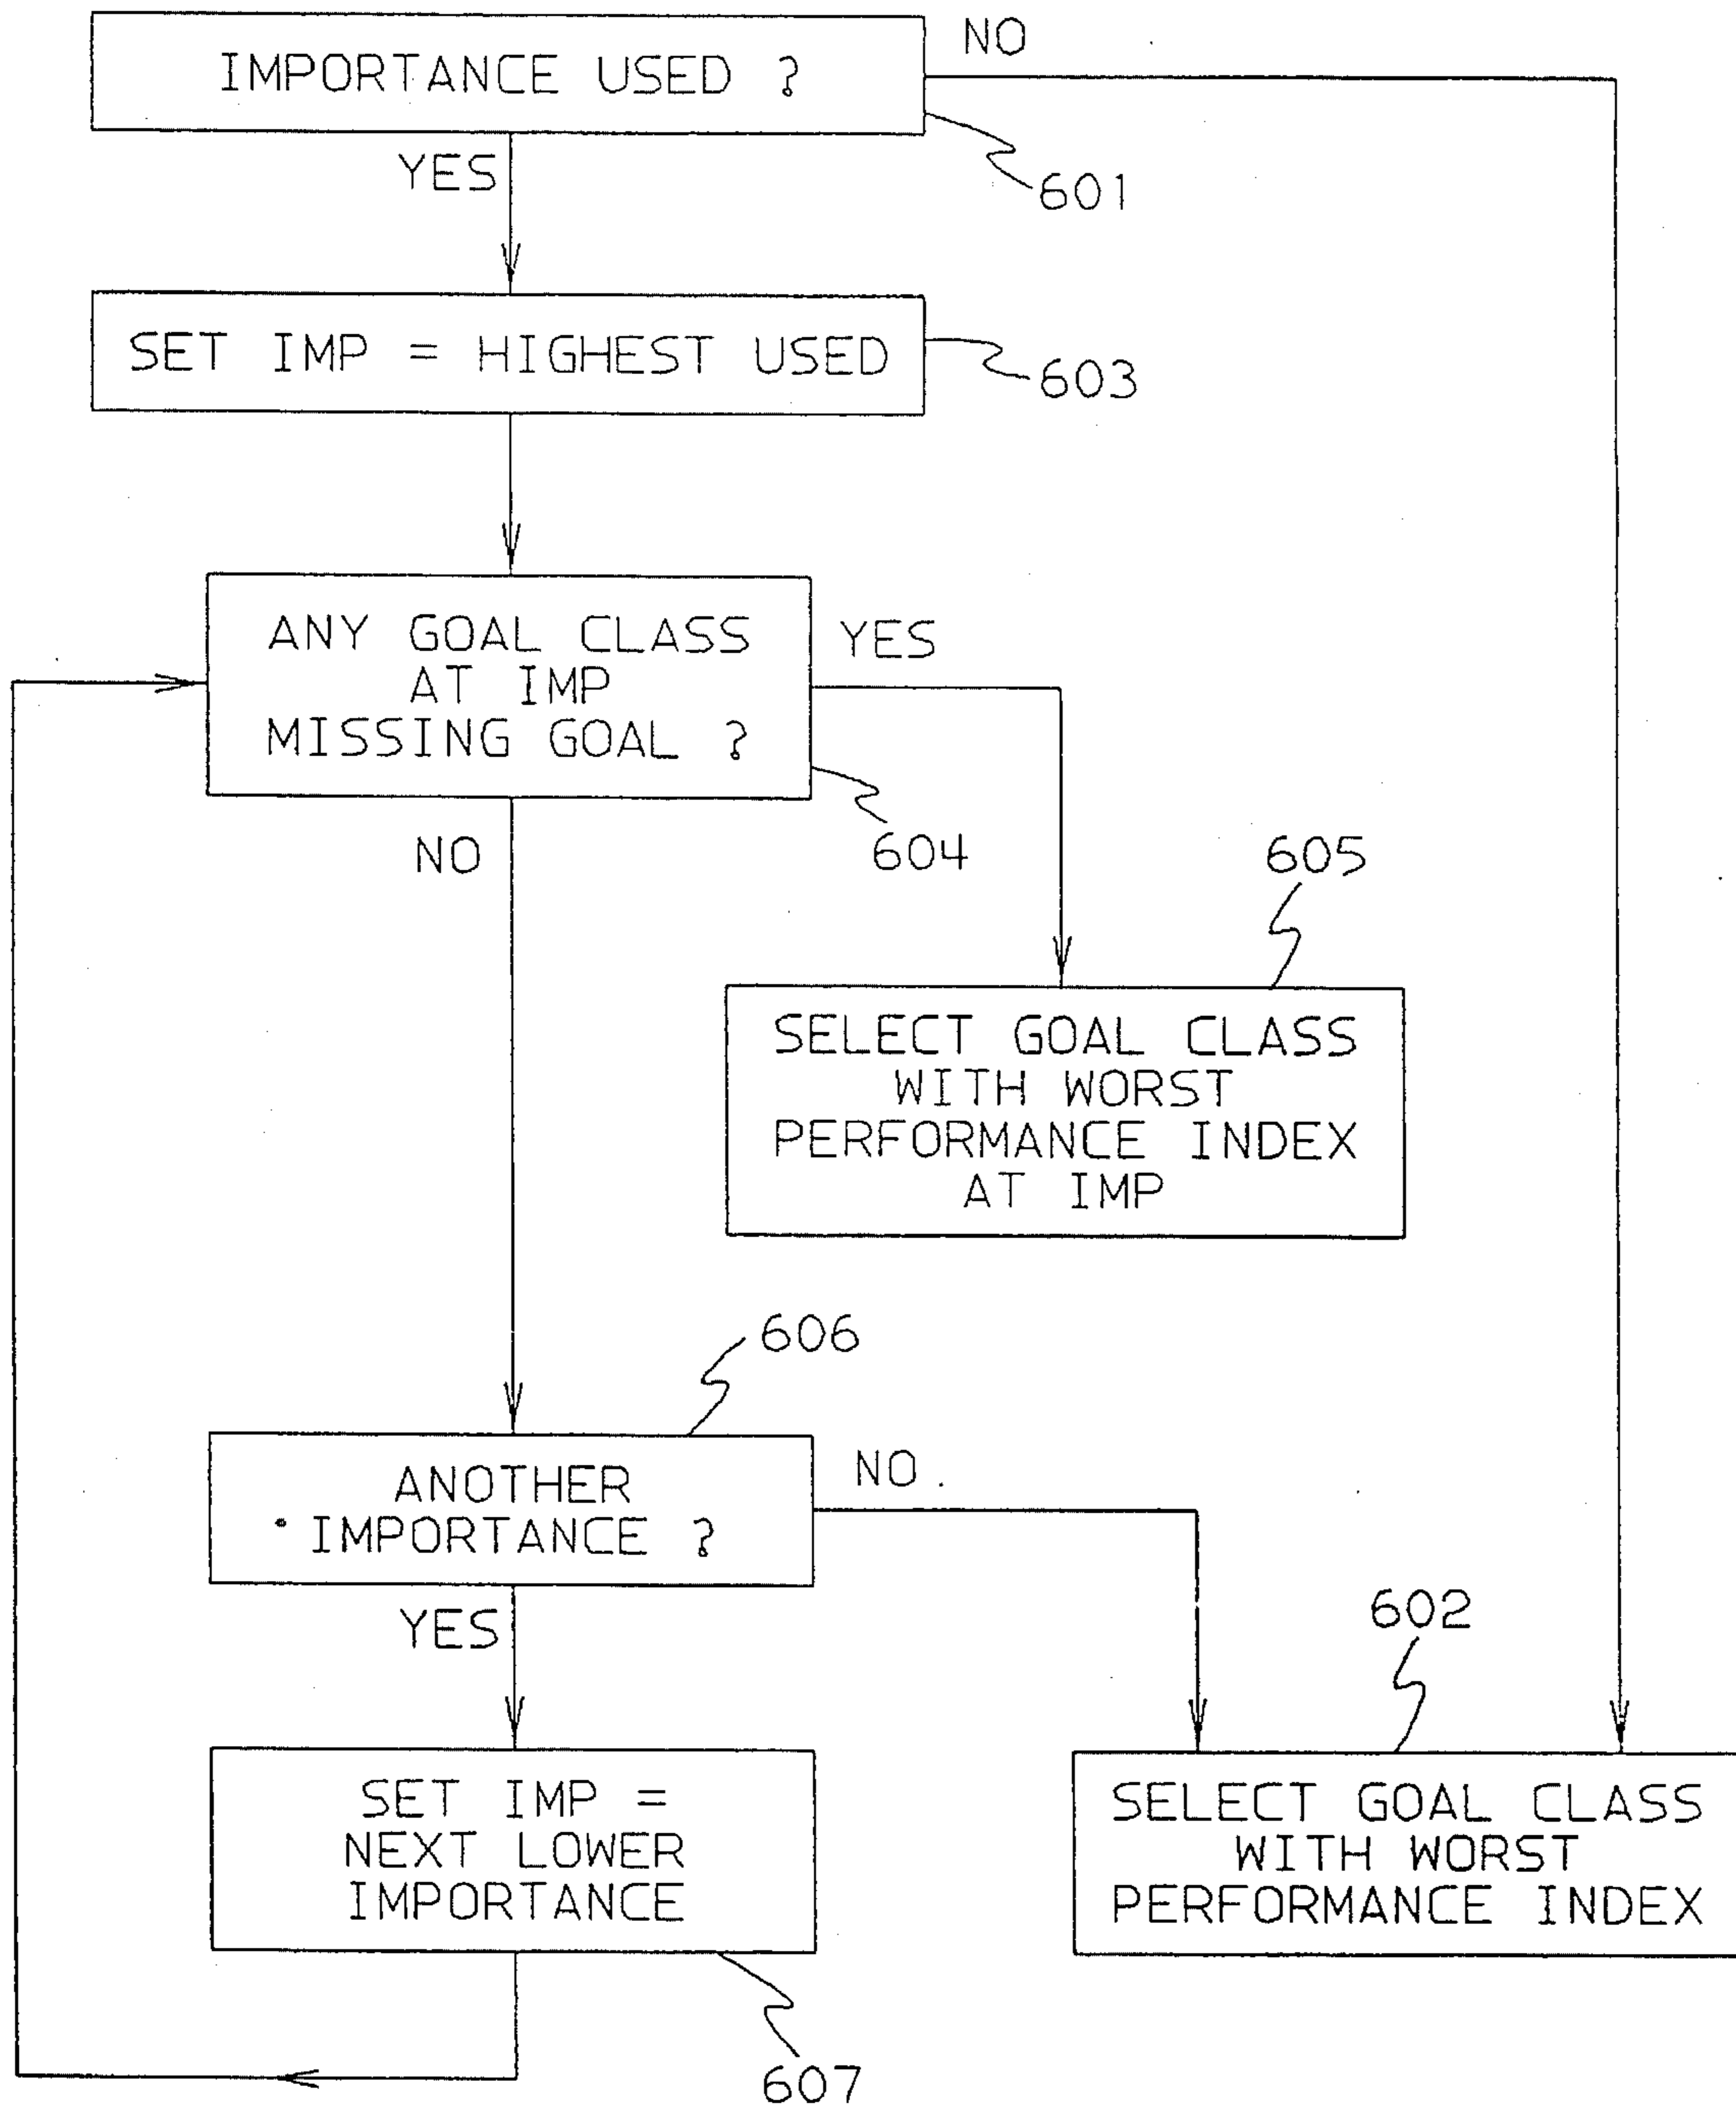 IMPORTANCE USED ?
NO
YES
601
SET IMP = HIGHEST USED
603
ANY GOAL CLASS
AT IMP
MISSING GOAL ?
YES
604
NO
605
SELECT GOAL CLASS
WITH WORST
PERFORMANCE INDEX
AT IMP
606
ANOTHER
IMPORTANCE ?
NO
YES
602
SET IMP =
NEXT LOWER
IMPORTANCE
SELECT GOAL CLASS
WITH WORST
PERFORMANCE INDEX
607